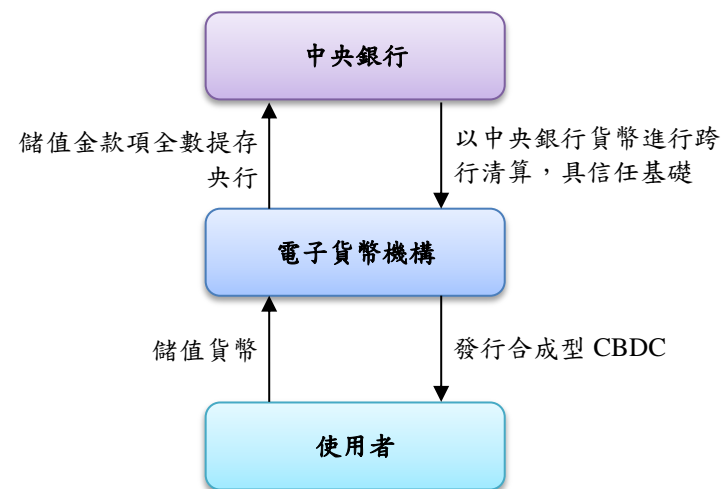 中央銀行
儲值金款項全數提存
央行
以中央銀行貨幣進行跨
行清算，具信任基礎
電子貨幣機構
儲值貨幣
發行合成型 CBDC
使用者